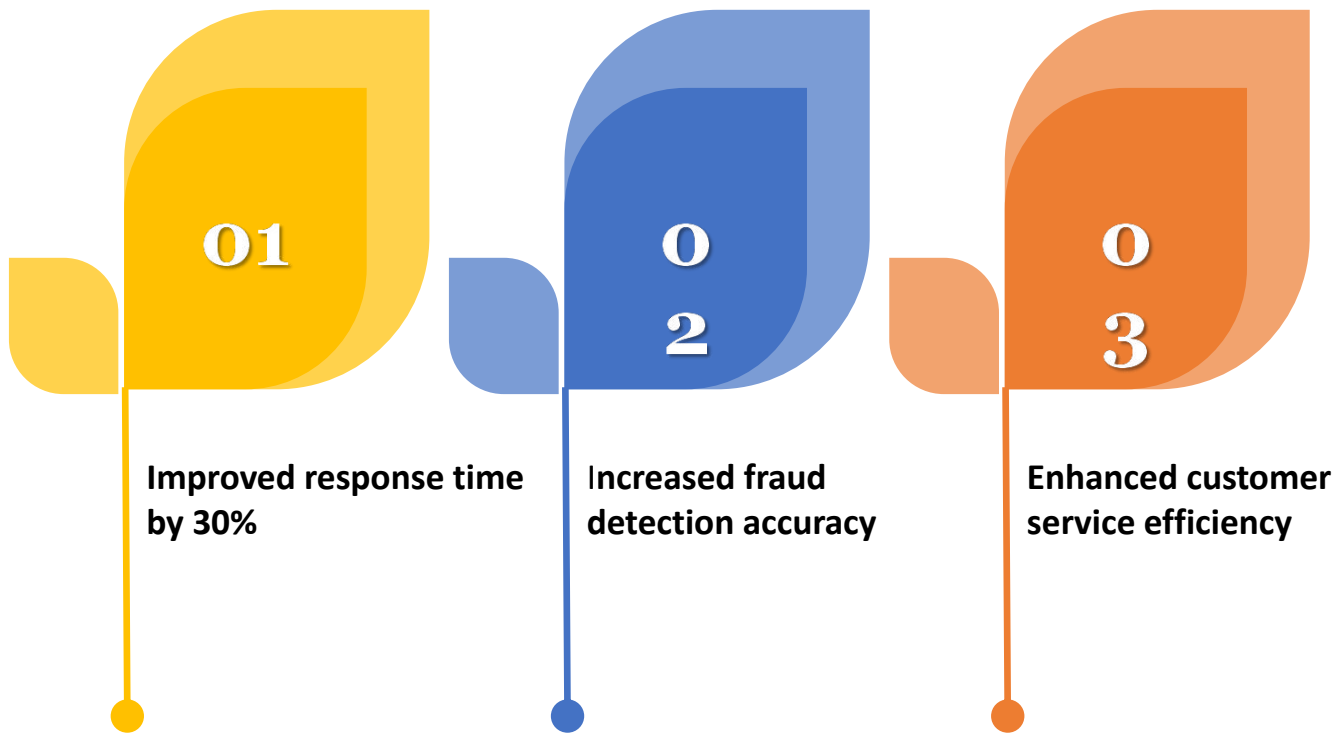 01
0
2
0
3
Improved response time
by 30%
Increased fraud
detection accuracy
Enhanced customer
service efficiency